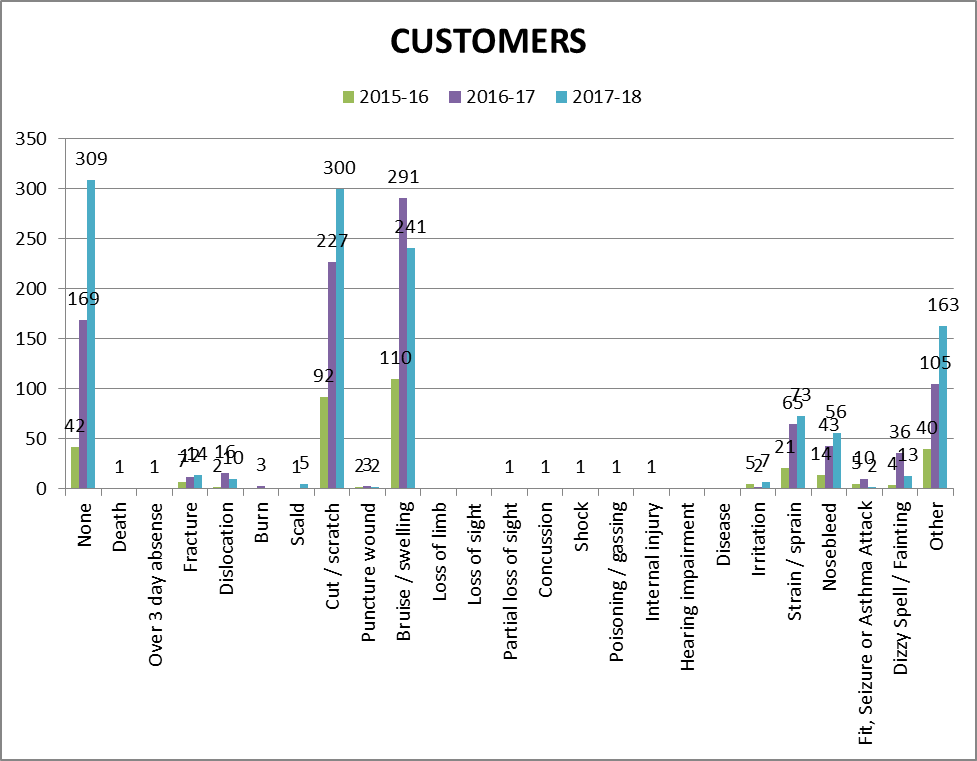 CUSTOMERS
2015-16 2016-17 2017-18
350
300
250
200
150
100
50
0
42 169 309
1
1
7 12 14
2 16 10
3
1 5
92 227 300
2 3 2
110 291 241
1
1
1
1
1
5 2 7
21 65 73
14 43 56
5 10 2
4 36 13
40 105 163
None
Death
Over 3 day absense
Fracture
Dislocation
Burn
Scald
Cut / scratch
Puncture wound
Bruise / swelling
Loss of limb
Loss of sight
Partial loss of sight
Concussion
Shock
Poisoning / gassing
Internal injury
Hearing impairment
Disease
Irritation
Strain / sprain
Nosebleed
Fit, Seizure or Asthma Attack
Dizzy Spell / Fainting
Other